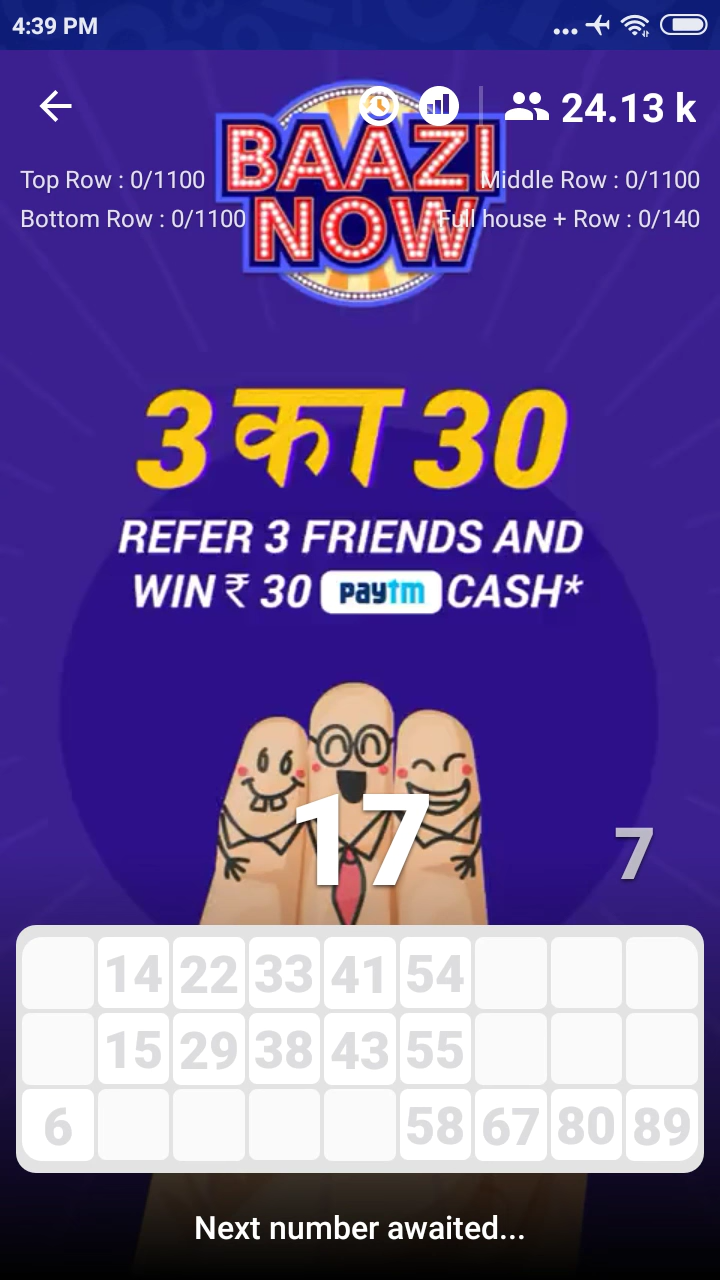 4:39 PM
24.13 k
BAAZI
NOW
Top Row : 0/1100
Middle Row : 0/1100
Bottom Row : 0/1100
Full house + Row : 0/140
3 का 30
REFER 3 FRIENDS AND
WIN ₹ 30 paytm CASH*
17
7
14 22 33 41 54
15 29 38 43 55
6 58 67 80 89
Next number awaited...